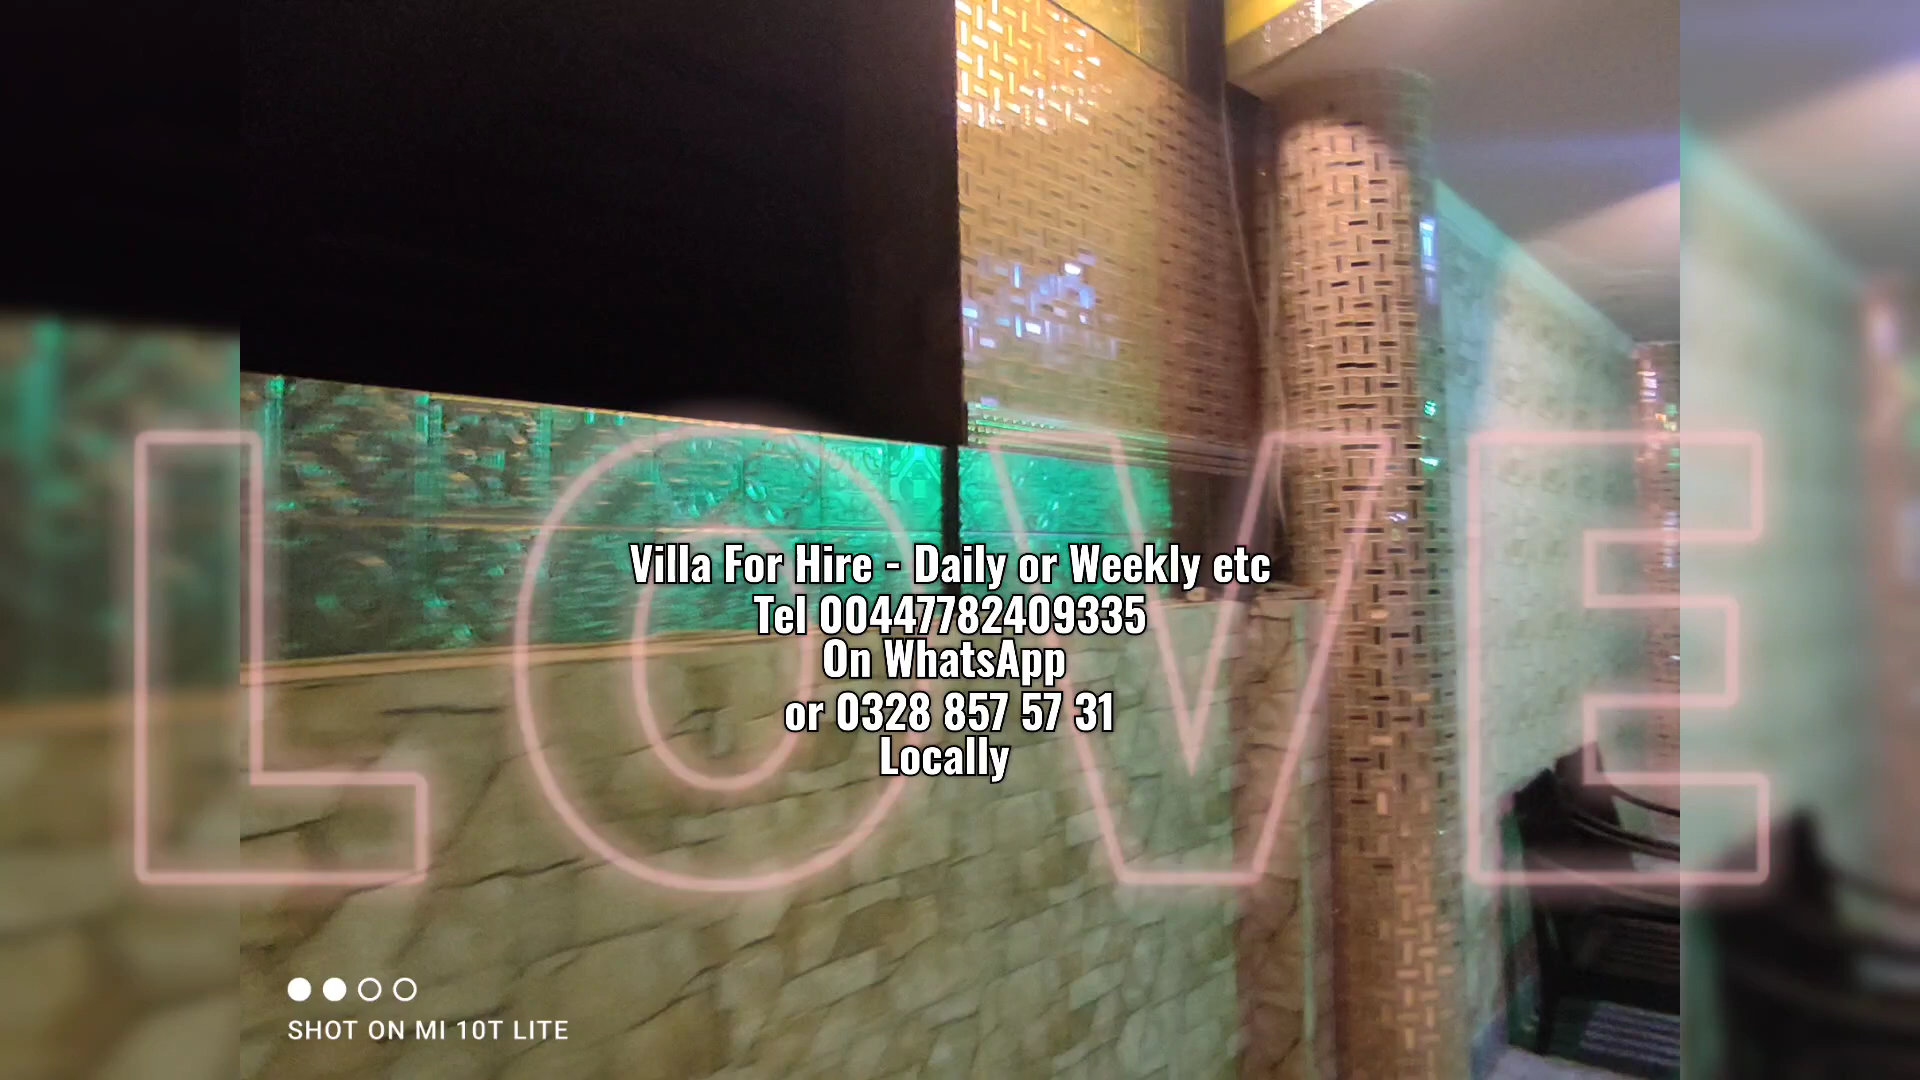 LOVE
Villa For Hire - Daily or Weekly etc
Tel 00447782409335
On WhatsApp
or 0328 857 57 31
Locally
SHOT ON MI 10T LITE